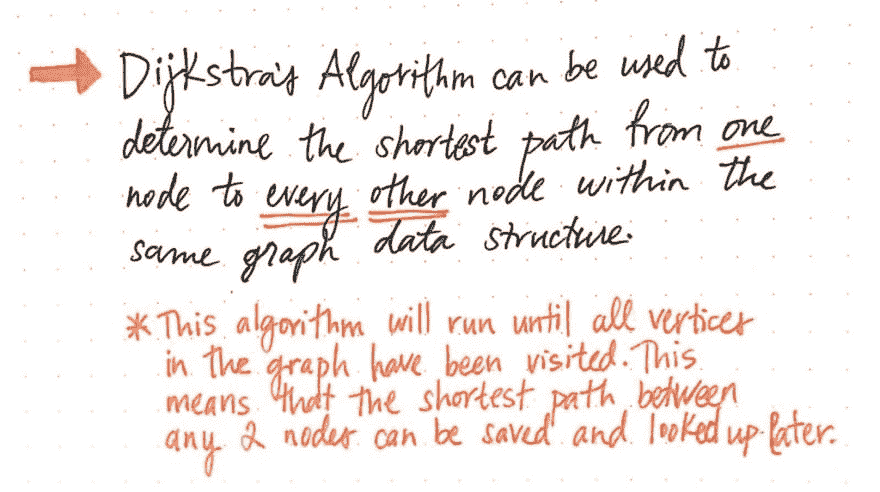 Dijkstra's Algorithm can be used to
determine the shortest path from one
node to every other node within the
same graph data structure.
* This algorithm will run until all vertices
in the graph have been visited. This
means that the shortest path between
any 2 nodes can be saved and looked up later.